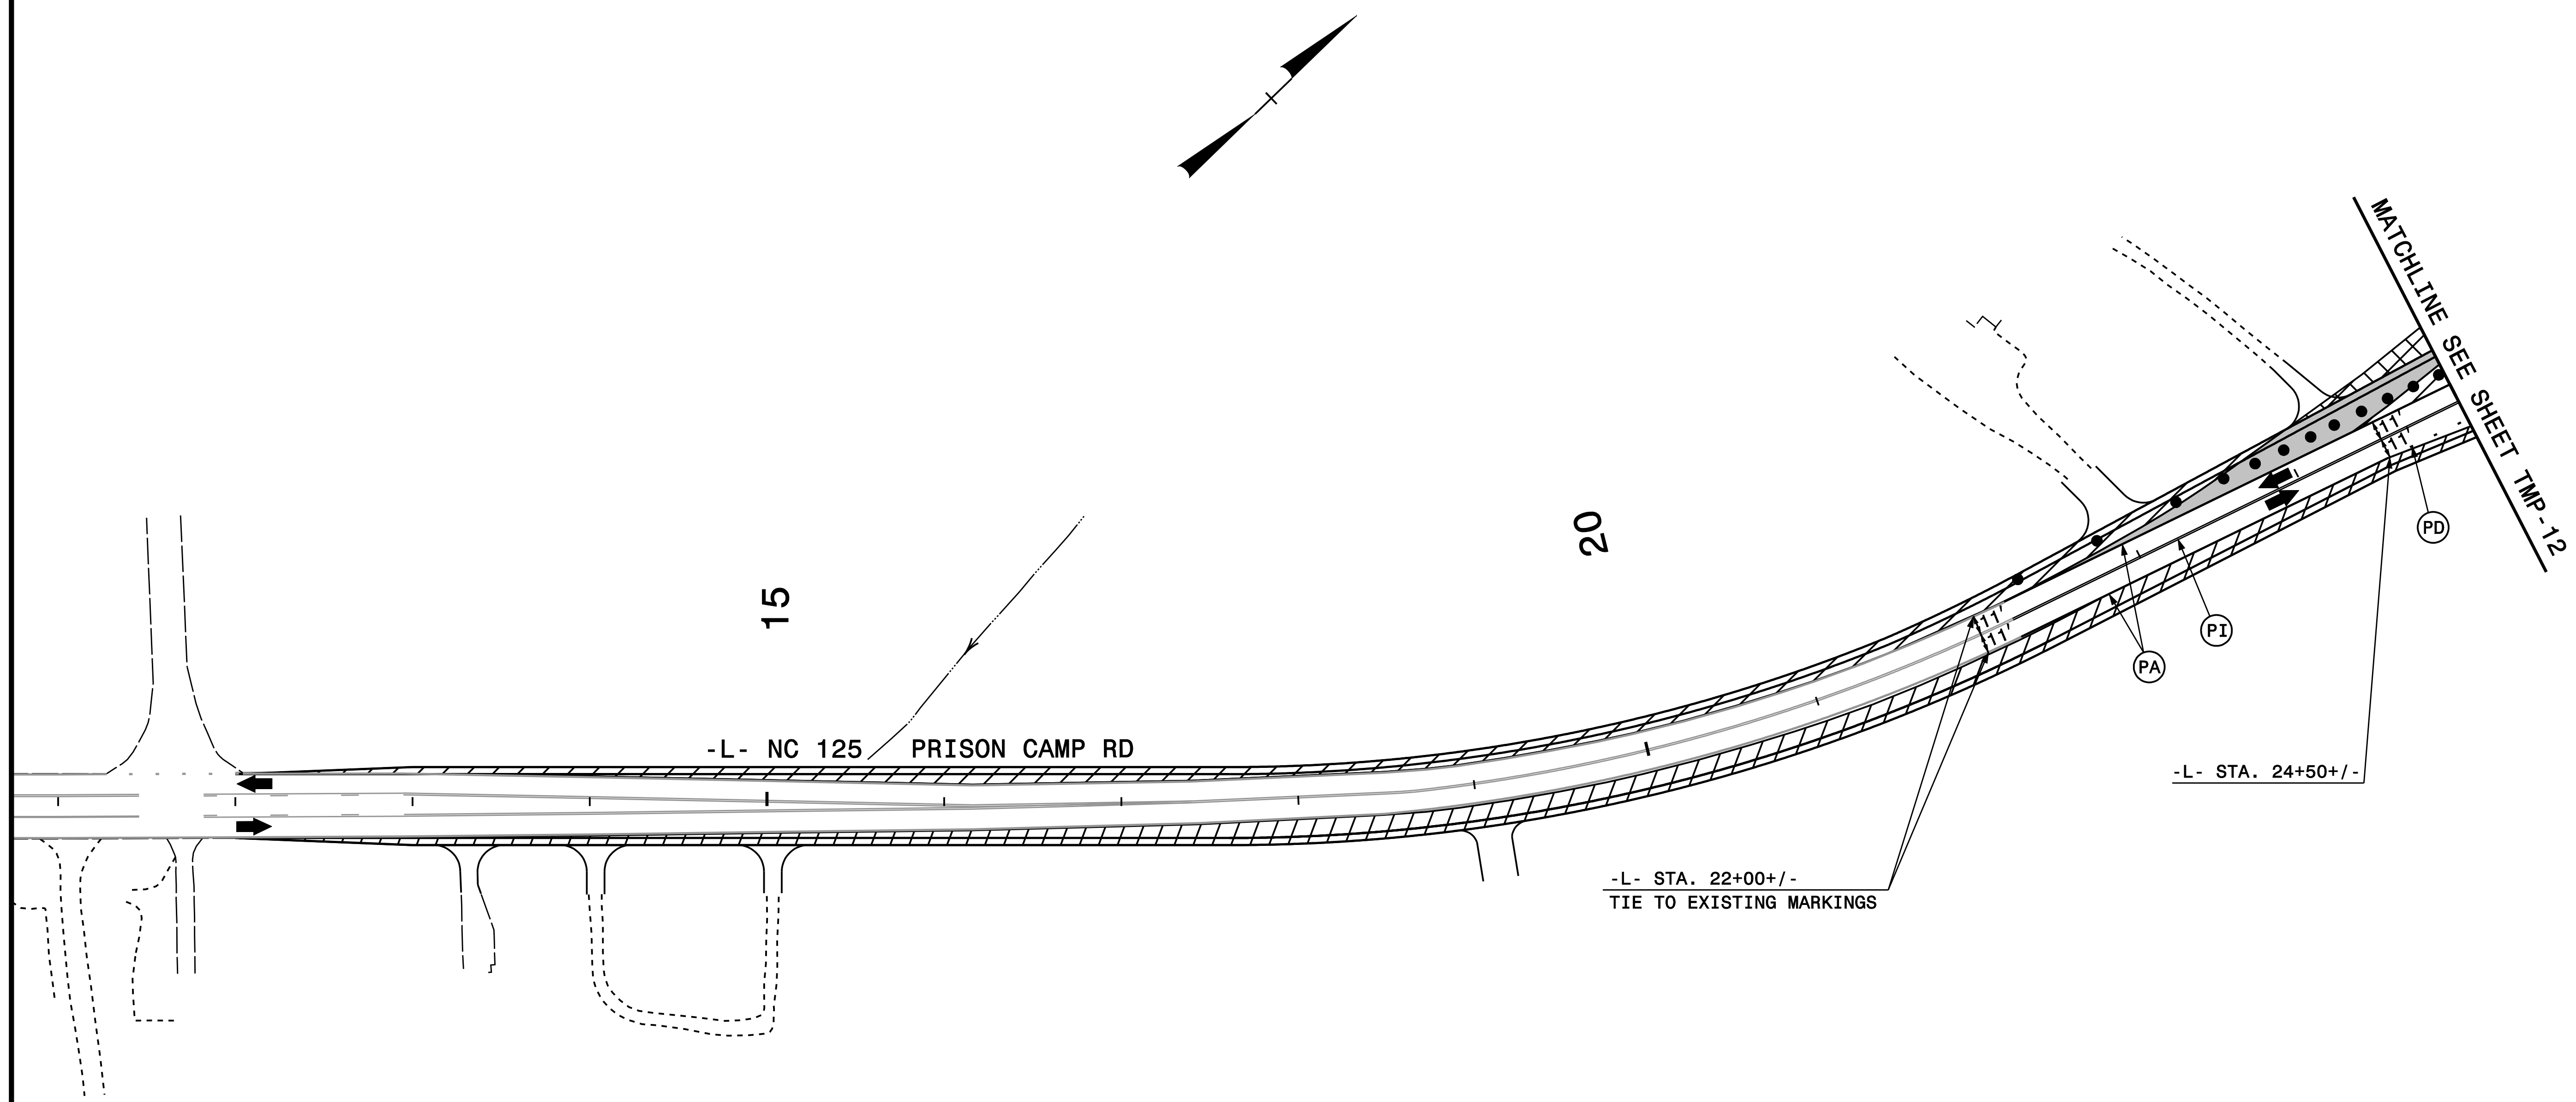 MATCHLINE SEE SHEET TMP-12
20
15
11'
11'
PD
11'
11'
PI
PA
-L- NC 125 PRISON CAMP RD
-L- STA. 24+50+/-
-L- STA. 22+00+/-
TIE TO EXISTING MARKINGS